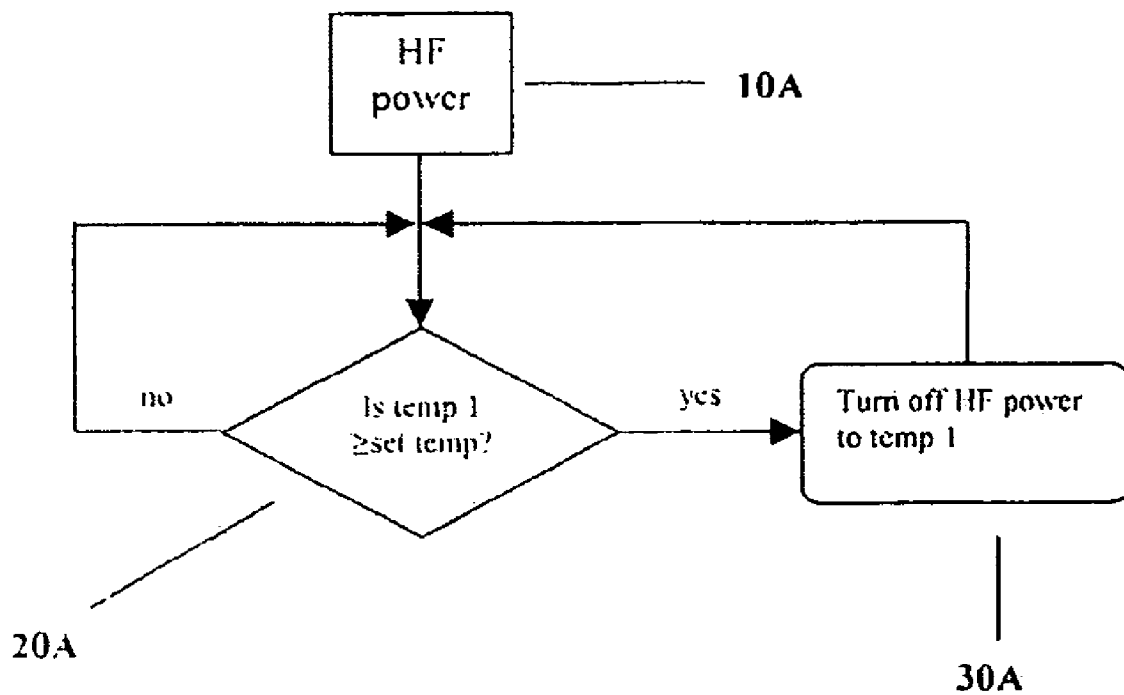 HF
power
10A
no
Is temp 1
≥set temp?
yes
Turn off HF power
to temp 1
20A
30A